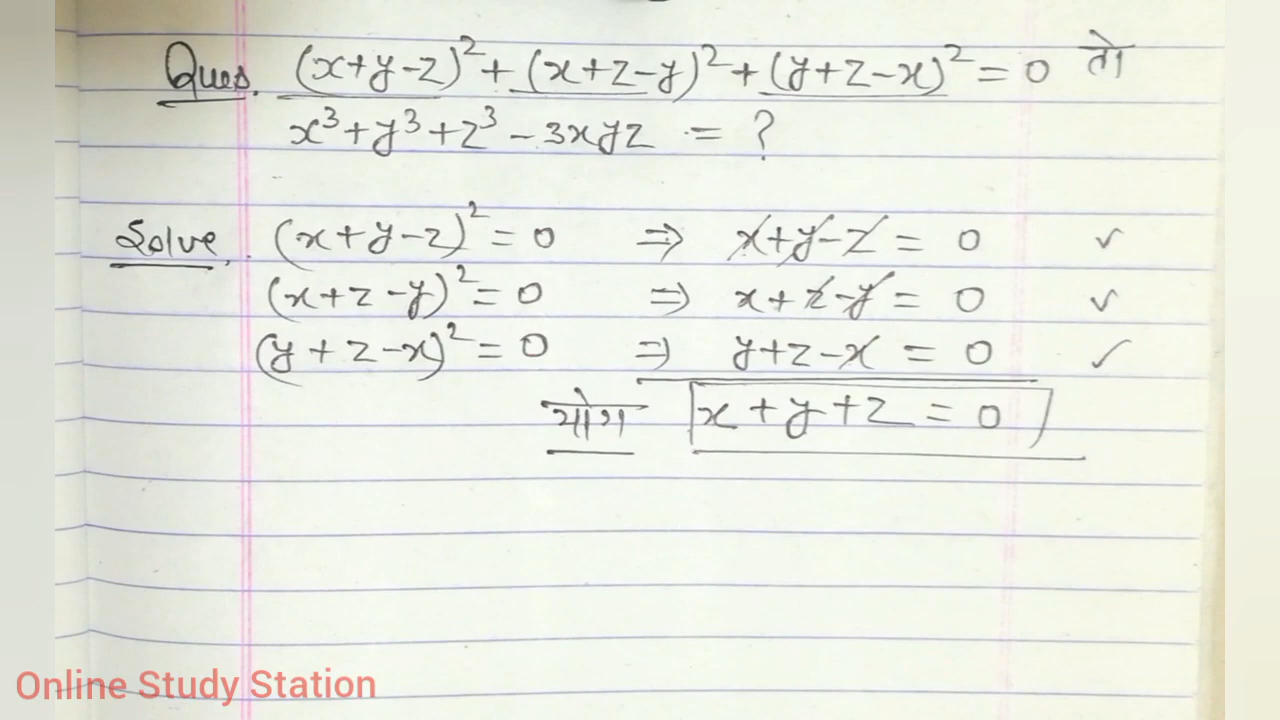 Ques. (x+y-z)² + (x+z-y)² + (y+z-x)² = 0 तो
x³+y³+z³ - 3xyz = ?
Solve, (x+y-z)² = 0 ⇒ x+y-z = 0 ✓
(x+z-y)² = 0 ⇒ x+z-y = 0 ✓
(y+z-x)² = 0 ⇒ y+z-x = 0 ✓
योग x+y+z = 0
Online Study Station